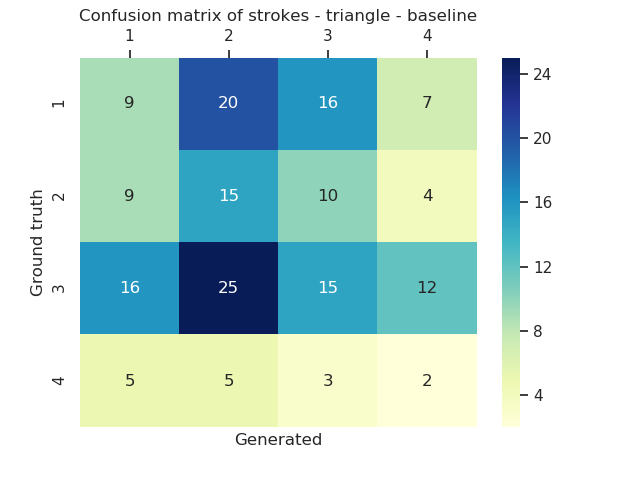 Confusion matrix of strokes - triangle - baseline
1 2 3 4
1 9 20 16 7
2 9 15 10 4
3 16 25 15 12
4 5 5 3 2
Ground truth
Generated
24
20
16
12
8
4